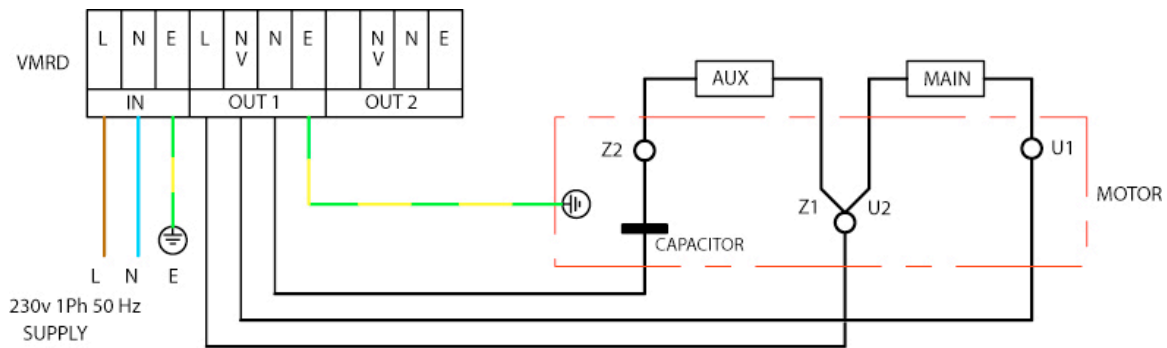 L N E L N V N E N V N E
VMRD
IN OUT 1 OUT 2
AUX MAIN
Z2 U1
Z1 U2
MOTOR
CAPACITOR
L N E
230v 1Ph 50 Hz
SUPPLY